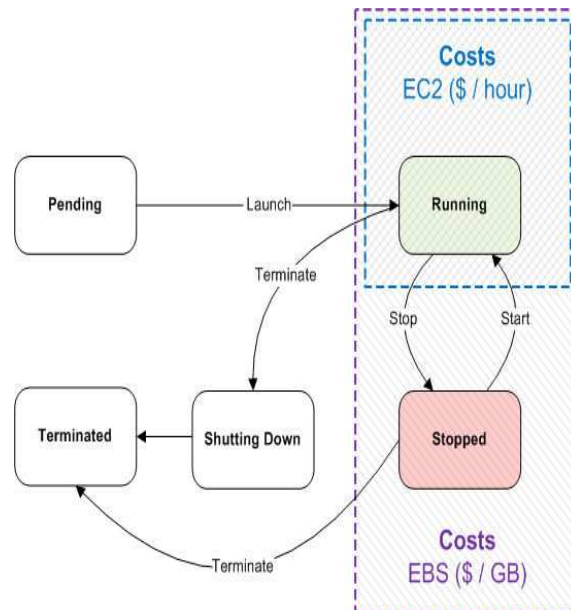 Costs
EC2 ($ / hour)
Pending
Launch
Running
Terminate
Stop
Start
Terminated
Shutting Down
Stopped
Terminate
Costs
EBS ($ / GB)